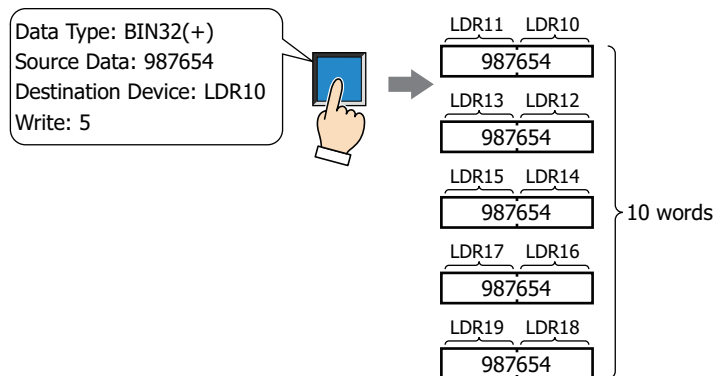 Data Type: BIN32(+)
Source Data: 987654
Destination Device: LDR10
Write: 5
LDR11 LDR10
987654
LDR13 LDR12
987654
LDR15 LDR14
987654
LDR17 LDR16
987654
LDR19 LDR18
987654
10 words